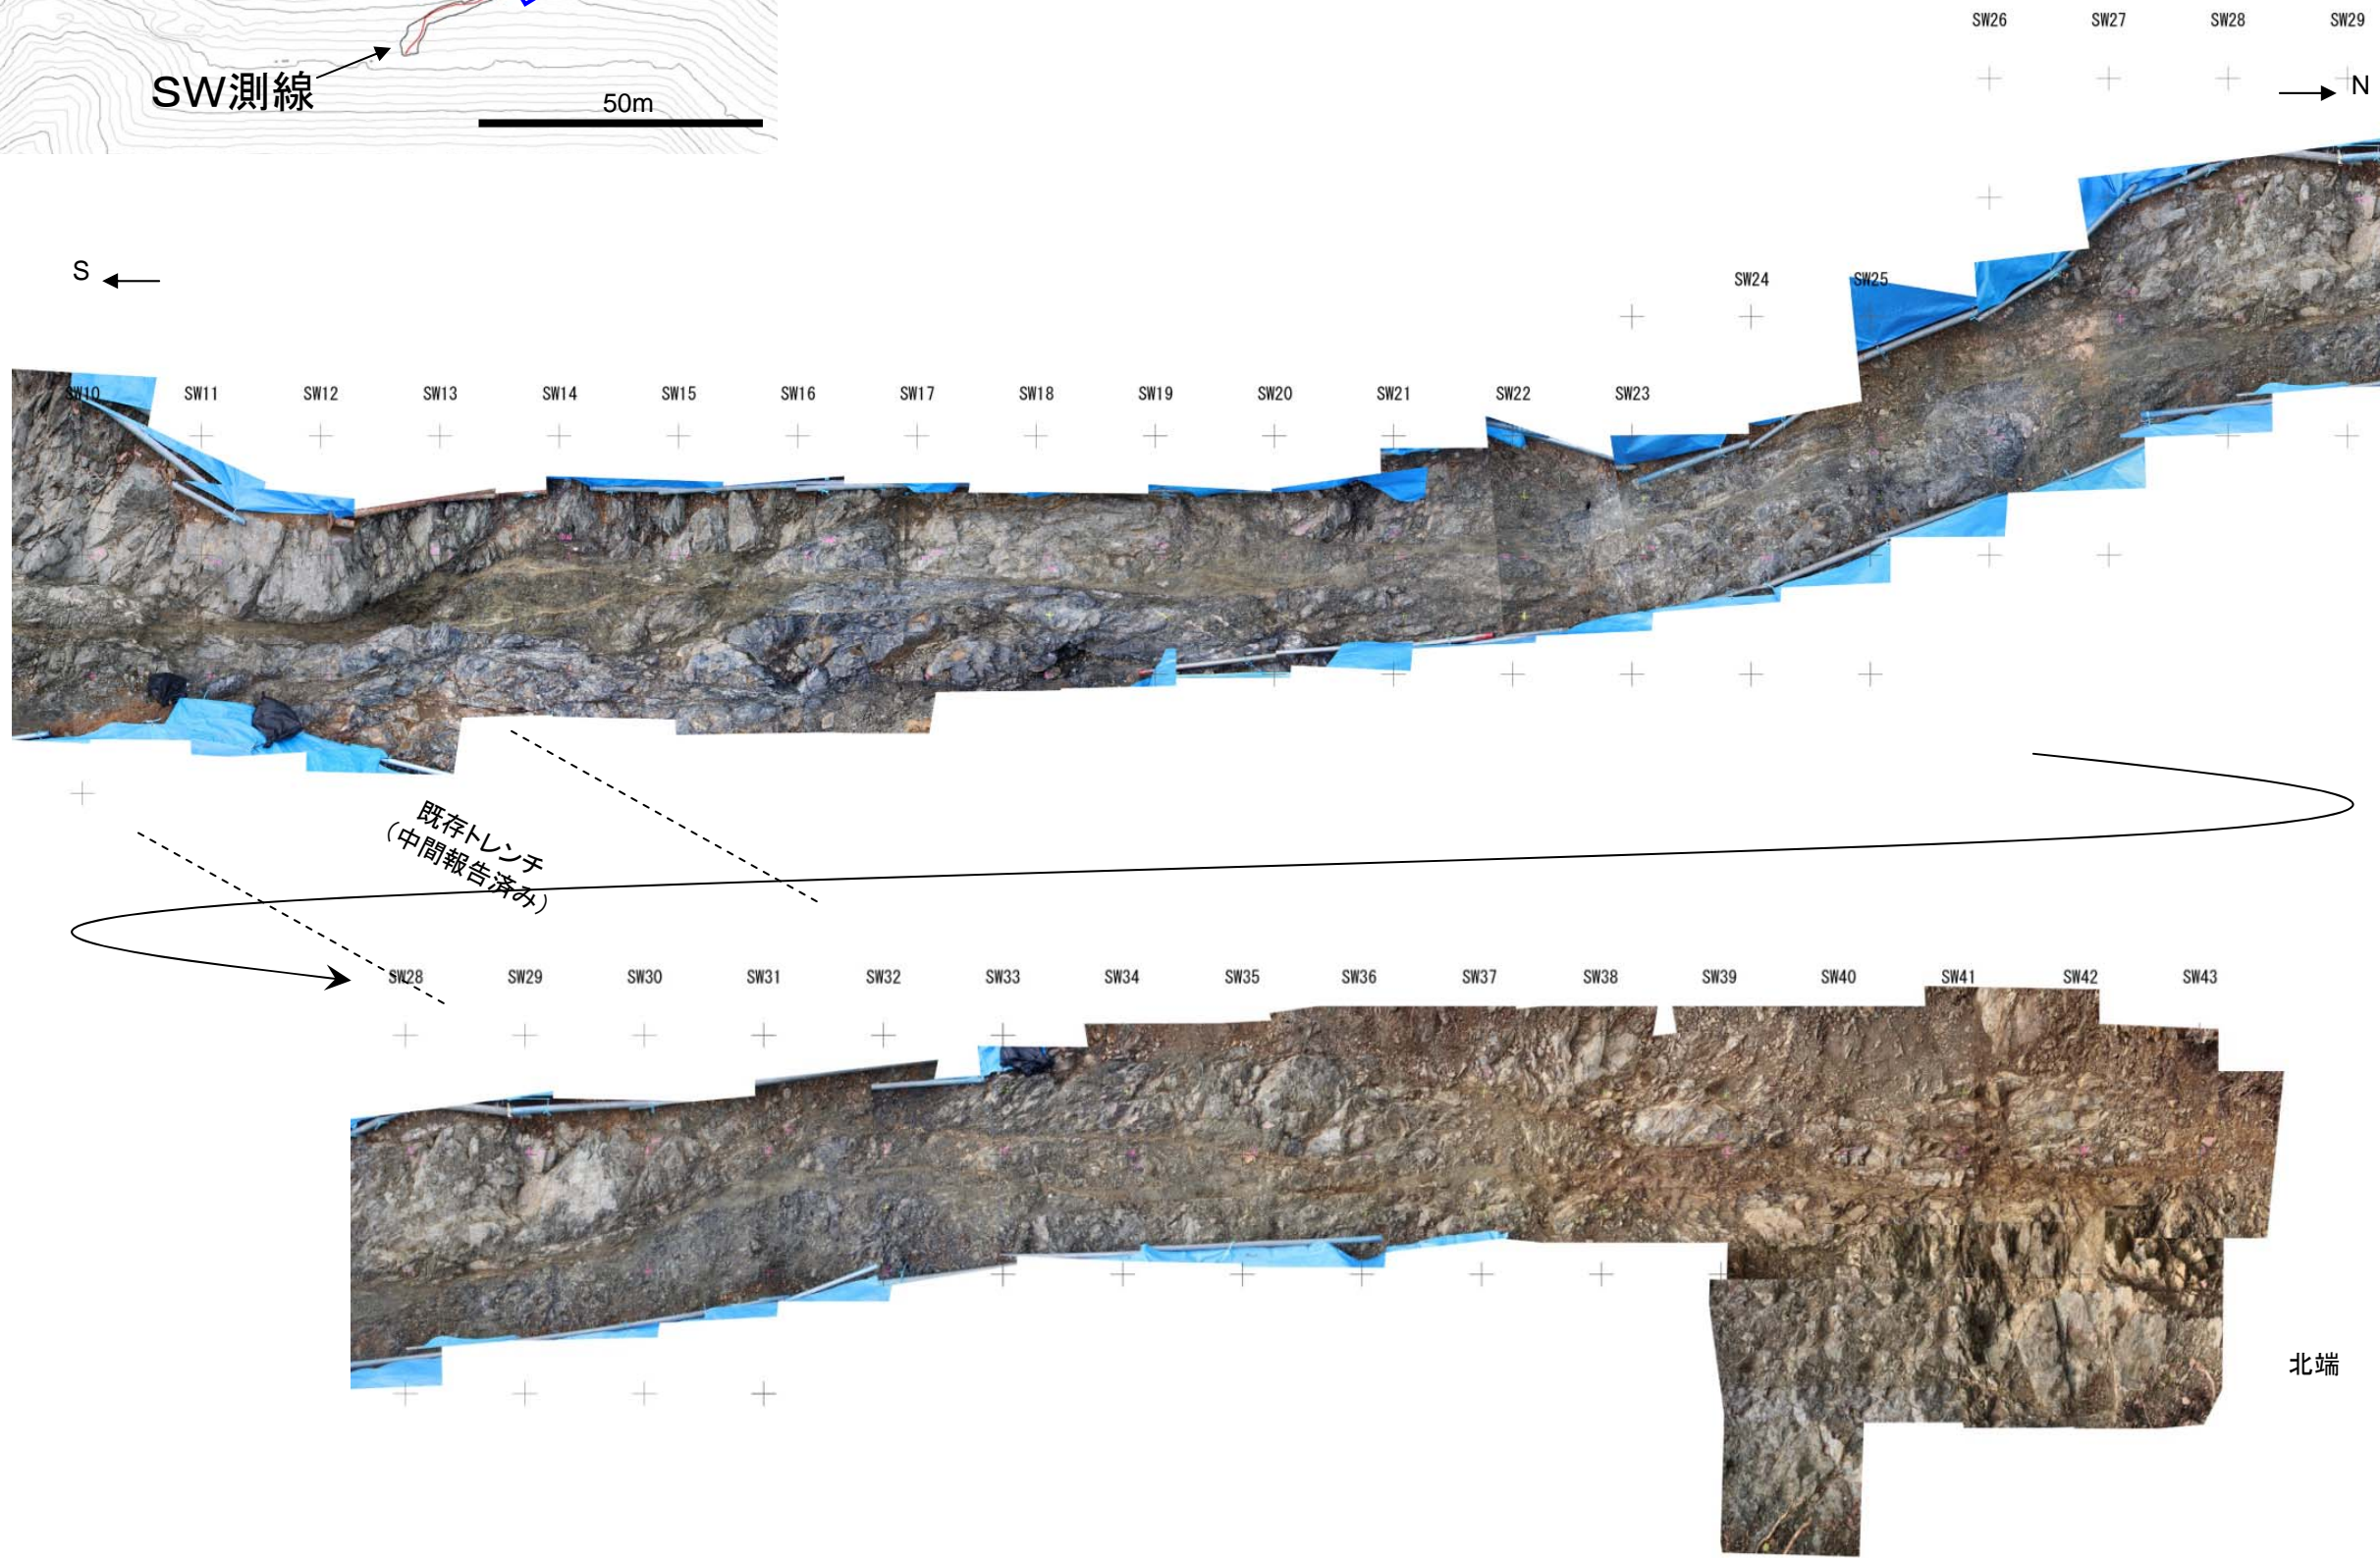 SW26 SW27 SW28 SW29
SW測線
50m
N
S
SW24 SW25
SW10 SW11 SW12 SW13 SW14 SW15 SW16 SW17 SW18 SW19 SW20 SW21 SW22 SW23
既存トレンチ
（中間報告済み）
SW28 SW29 SW30 SW31 SW32 SW33 SW34 SW35 SW36 SW37 SW38 SW39 SW40 SW41 SW42 SW43
北端